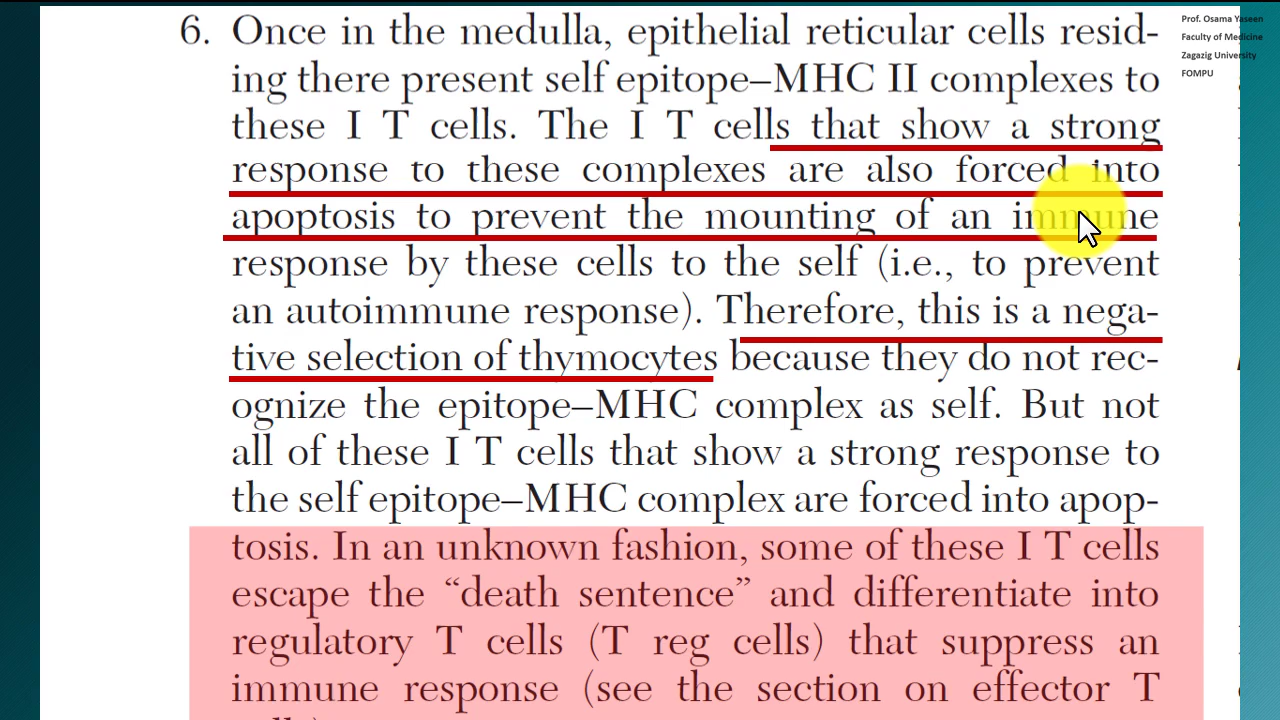 6. Once in the medulla, epithelial reticular cells resid-
ing there present self epitope–MHC II complexes to
these I T cells. The I T cells that show a strong
response to these complexes are also forced into
apoptosis to prevent the mounting of an immune
response by these cells to the self (i.e., to prevent
an autoimmune response). Therefore, this is a nega-
tive selection of thymocytes because they do not rec-
ognize the epitope–MHC complex as self. But not
all of these I T cells that show a strong response to
the self epitope–MHC complex are forced into apop-
tosis. In an unknown fashion, some of these I T cells
escape the “death sentence” and differentiate into
regulatory T cells (T reg cells) that suppress an
immune response (see the section on effector T
Prof. Osama Yaseen
Faculty of Medicine
Zagazig University
FOMPU